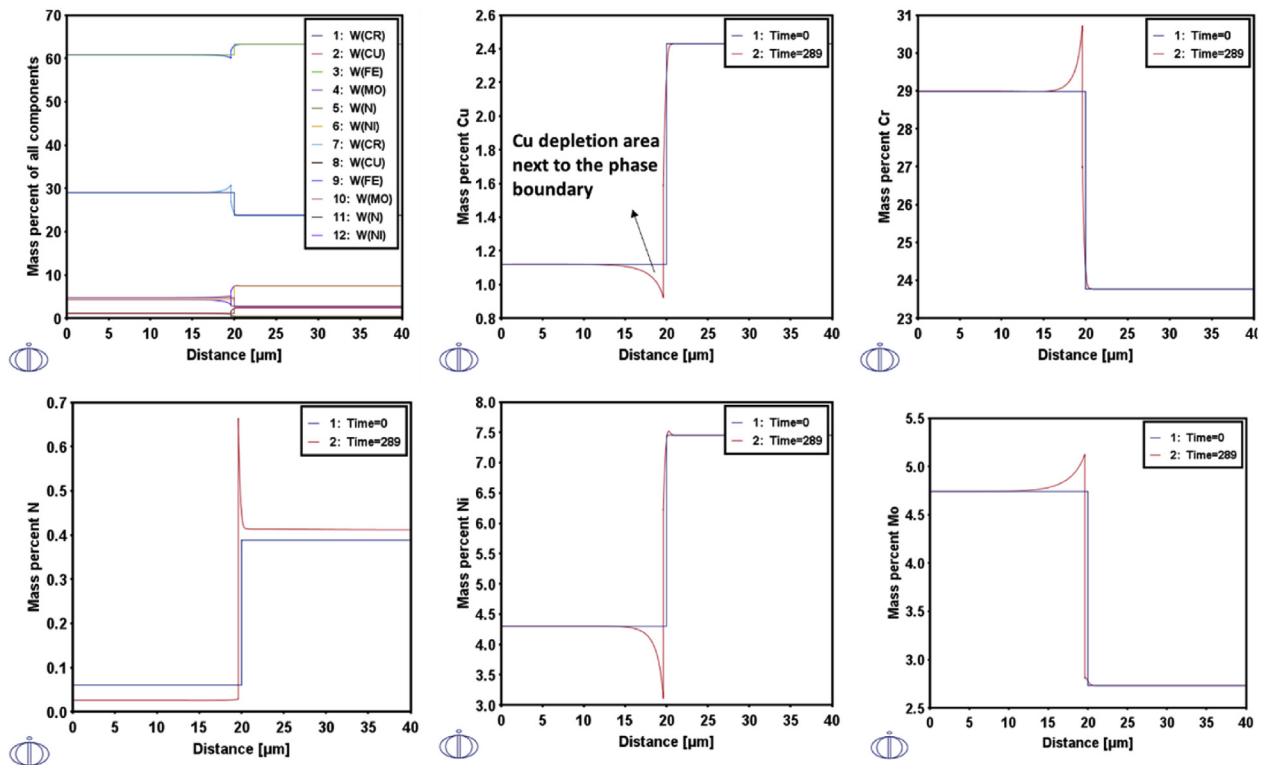 Mass percent of all components
70
60
50
40
30
20
10
0
1: W(CR)
2: W(CU)
3: W(FE)
4: W(MO)
5: W(N)
6: W(NI)
7: W(CR)
8: W(CU)
9: W(FE)
10: W(MO)
11: W(N)
12: W(NI)
0 5 10 15 20 25 30 35 40
Distance [µm]
Mass percent Cu
2.6
2.4
2.2
2.0
1.8
1.6
1.4
1.2
1.0
0.8
1: Time=0
2: Time=289
Cu depletion area
next to the phase
boundary
0 5 10 15 20 25 30 35 40
Distance [µm]
Mass percent Cr
31
30
29
28
27
26
25
24
23
1: Time=0
2: Time=289
0 5 10 15 20 25 30 35 40
Distance [µm]
Mass percent N
0.7
0.6
0.5
0.4
0.3
0.2
0.1
0.0
1: Time=0
2: Time=289
0 5 10 15 20 25 30 35 40
Distance [µm]
Mass percent Ni
8.0
7.5
7.0
6.5
6.0
5.5
5.0
4.5
4.0
3.5
3.0
1: Time=0
2: Time=289
0 5 10 15 20 25 30 35 40
Distance [µm]
Mass percent Mo
5.5
5.0
4.5
4.0
3.5
3.0
2.5
1: Time=0
2: Time=289
0 5 10 15 20 25 30 35 40
Distance [µm]